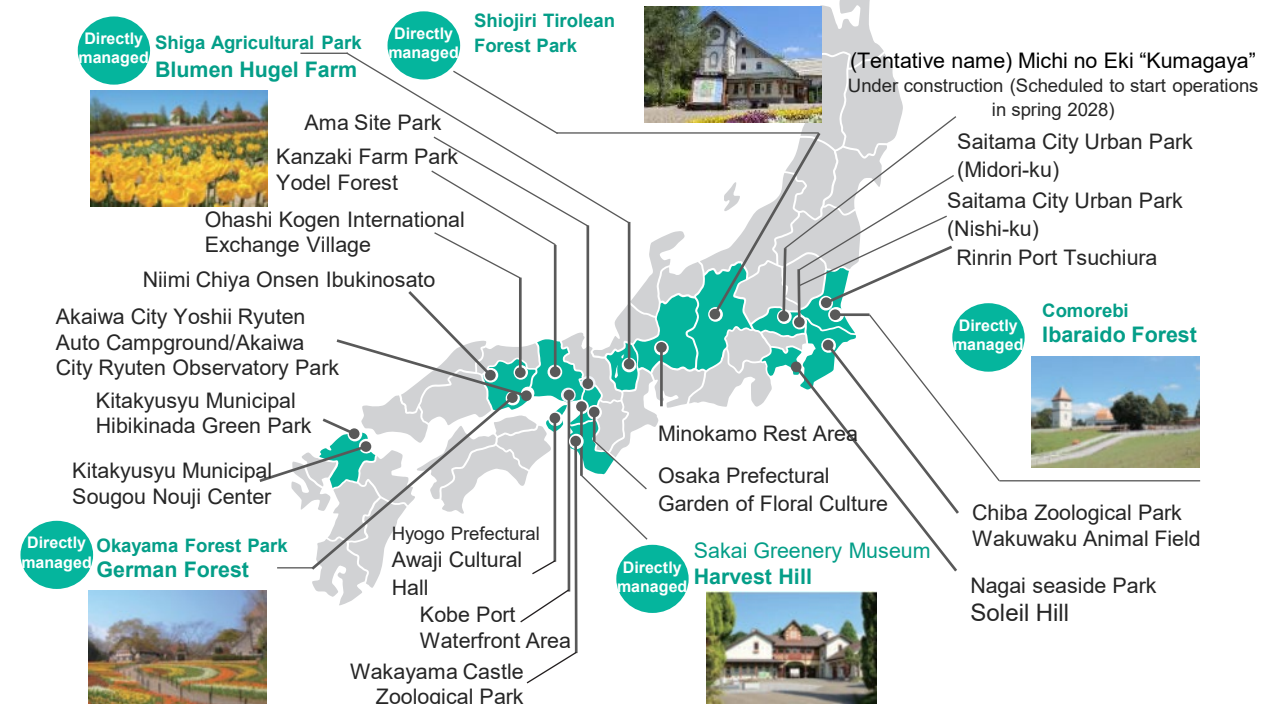 Directly
managed
Shiga Agricultural Park
Blumen Hugel Farm
Directly
managed
Shiojiri Tirolean
Forest Park
(Tentative name) Michi no Eki “Kumagaya”
Under construction (Scheduled to start operations
in spring 2028)
Ama Site Park
Kanzaki Farm Park
Yodel Forest
Ohashi Kogen International
Exchange Village
Niimi Chiya Onsen Ibukinosato
Akaiwa City Yoshii Ryuten
Auto Campground/Akaiwa
City Ryuten Observatory Park
Kitakyusyu Municipal
Hibikinada Green Park
Kitakyusyu Municipal
Sougou Nouji Center
Directly
managed
Okayama Forest Park
German Forest
Saitama City Urban Park
(Midori-ku)
Saitama City Urban Park
(Nishi-ku)
Rinrin Port Tsuchiura
Directly
managed
Comorebi
Ibaraido Forest
Minokamo Rest Area
Osaka Prefectural
Garden of Floral Culture
Chiba Zoological Park
Wakuwaku Animal Field
Nagai seaside Park
Soleil Hill
Hyogo Prefectural
Awaji Cultural
Hall
Kobe Port
Waterfront Area
Wakayama Castle
Zoological Park
Directly
managed
Sakai Greenery Museum
Harvest Hill